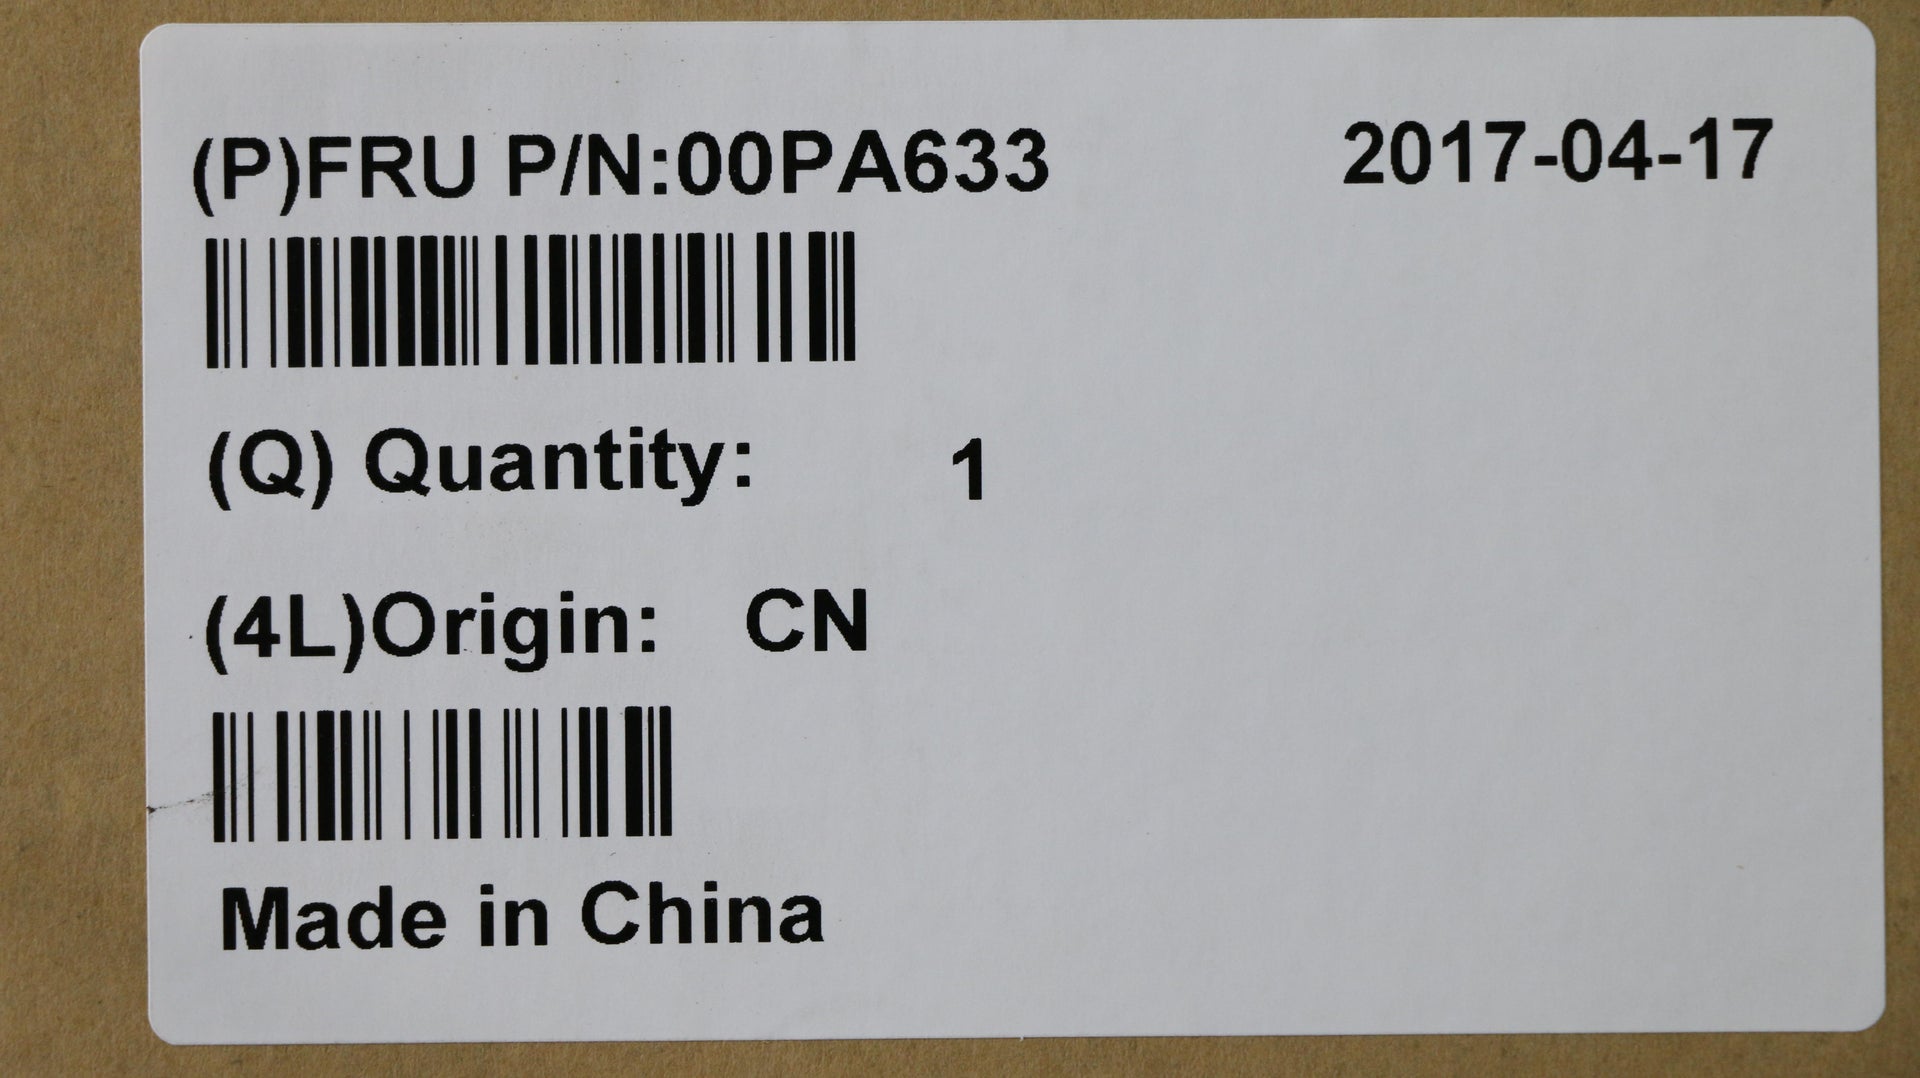 (P)FRU P/N:00PA633 2017-04-17
(Q) Quantity: 1
(4L)Origin: CN
Made in China